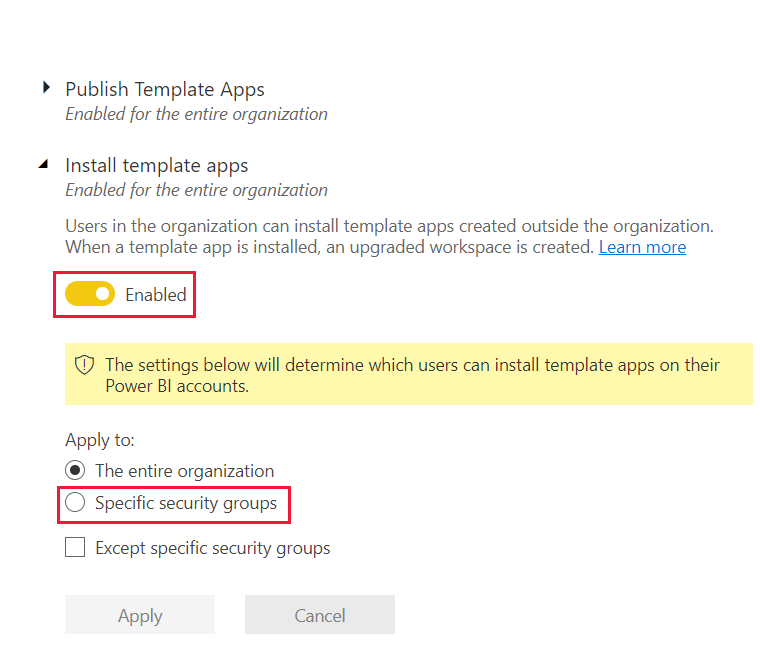 Publish Template Apps
Enabled for the entire organization
Install template apps
Enabled for the entire organization
Users in the organization can install template apps created outside the organization.
When a template app is installed, an upgraded workspace is created. Learn more
Enabled
The settings below will determine which users can install template apps on their
Power BI accounts.
Apply to:
The entire organization
Specific security groups
Except specific security groups
Apply
Cancel